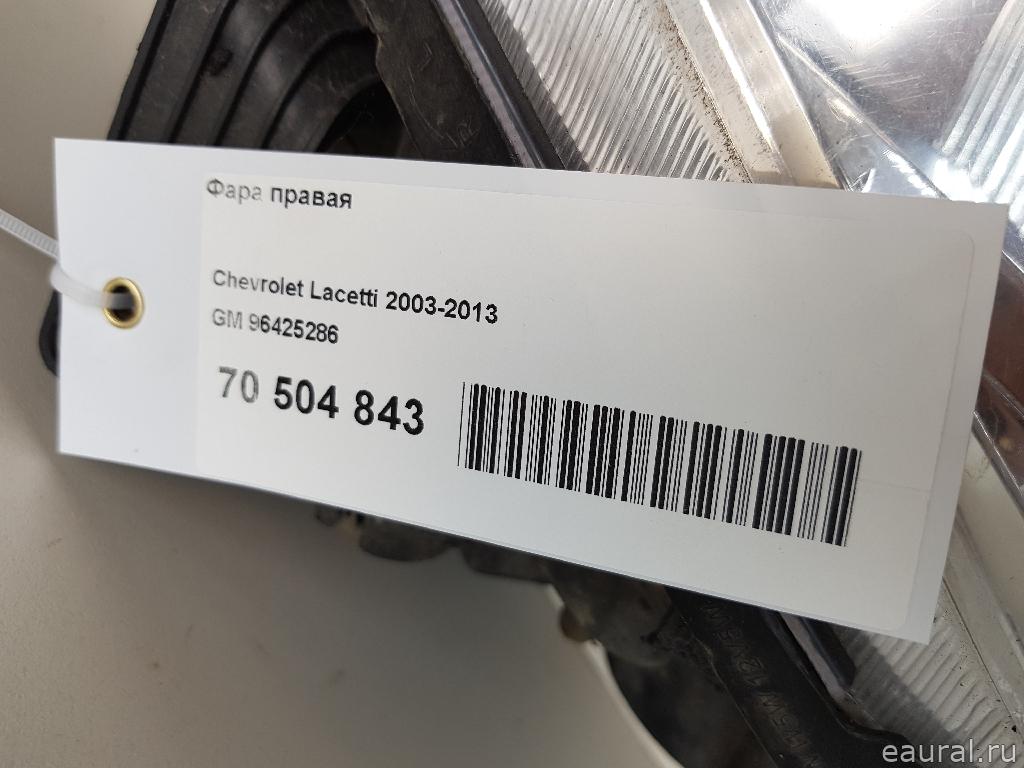 Фара правая
Chevrolet Lacetti 2003-2013
GM 96425286
70 504 843
eaural.ru